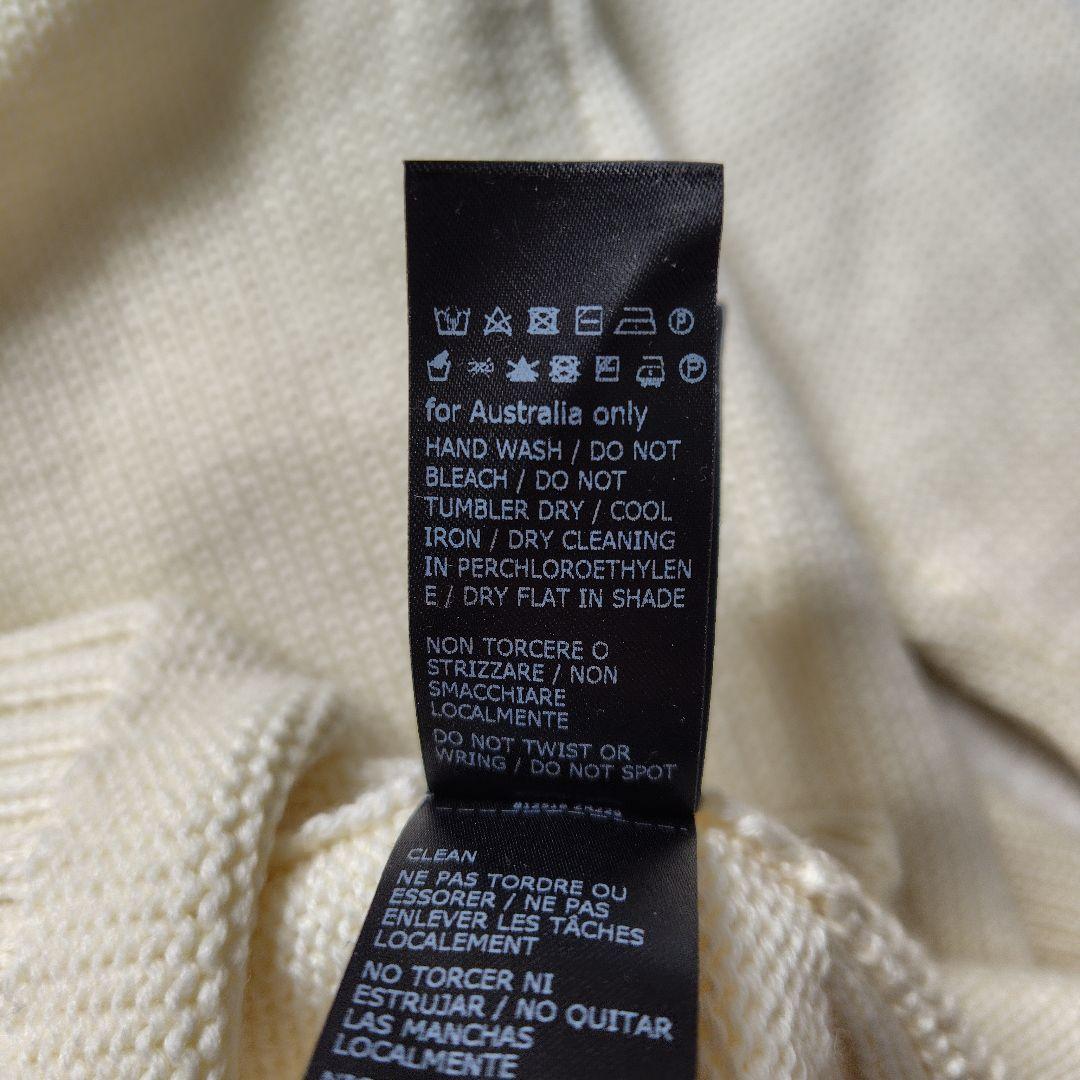 for Australia only
HAND WASH / DO NOT
BLEACH / DO NOT
TUMBLER DRY / COOL
IRON / DRY CLEANING
IN PERCHLOROETHYLEN
E / DRY FLAT IN SHADE
NON TORCERE O
STRIZZARE / NON
SMACCHIARE
LOCALMENTE
DO NOT TWIST OR
WRING / DO NOT SPOT
CLEAN
NE PAS TORDRE OU
ESSORER / NE PAS
ENLEVER LES TÂCHES
LOCALEMENT
NO TORCER NI
ESTRUJAR / NO QUITAR
LAS MANCHAS
LOCALMENTE